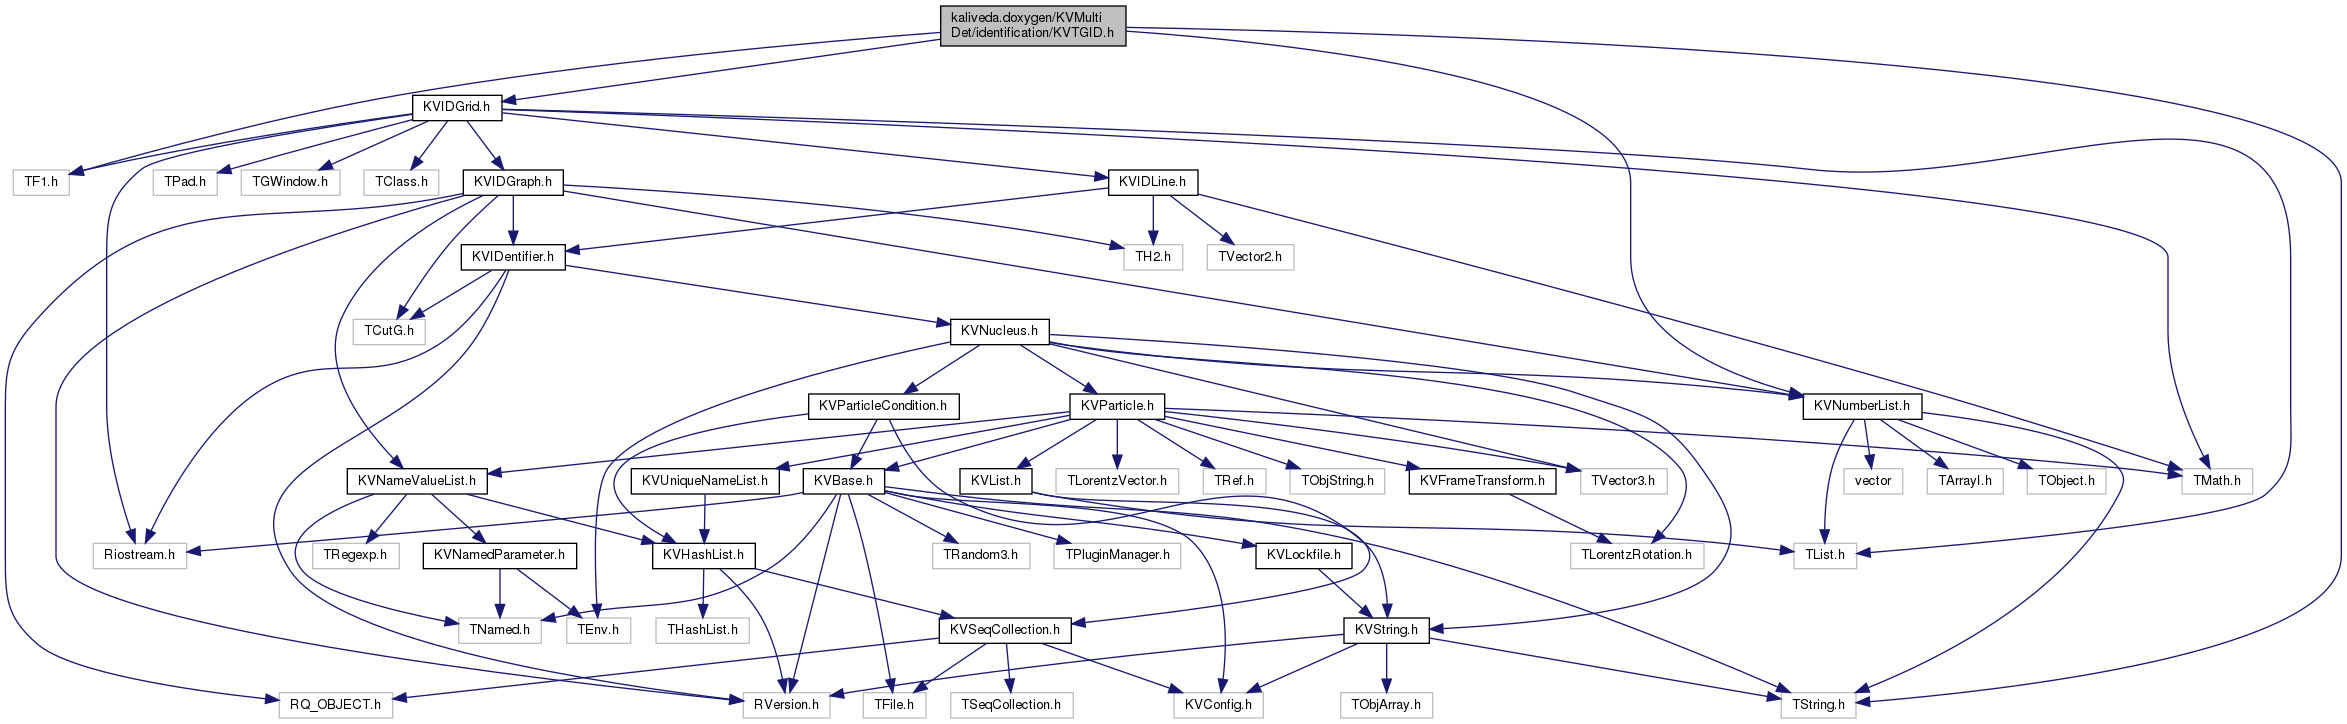 kaliveda.doxygen/KVMulti
Det/identification/KVTGID.h
KVIDGrid.h
TF1.h
TPad.h
TGWindow.h
TClass.h
KVIDGraph.h
KVIDLine.h
KVIDentifier.h
TH2.h
TVector2.h
TCutG.h
KVNucleus.h
KVParticleCondition.h
KVParticle.h
KVNumberList.h
KVNameValueList.h
KVUniqueNameList.h
KVBase.h
KVList.h
TLorentzVector.h
TRef.h
TObjString.h
KVFrameTransform.h
TVector3.h
vector
TArrayI.h
TObject.h
TMath.h
Riostream.h
TRegexp.h
KVNamedParameter.h
KVHashList.h
TRandom3.h
TPluginManager.h
KVLockfile.h
TLorentzRotation.h
TList.h
TNamed.h
TEnv.h
THashList.h
KVSeqCollection.h
KVString.h
RQ_OBJECT.h
RVersion.h
TFile.h
TSeqCollection.h
KVConfig.h
TObjArray.h
TString.h